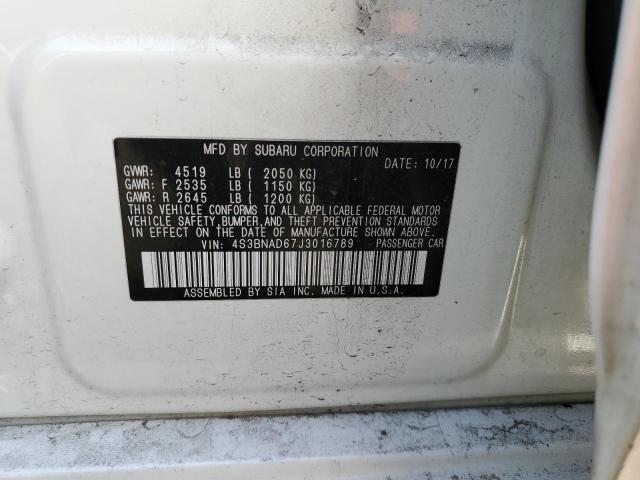 MFD BY SUBARU CORPORATION
DATE: 10/17
GVWR: 4519 LB ( 2050 KG)
GAWR: F 2535 LB ( 1150 KG)
GAWR: R 2645 LB ( 1200 KG)
THIS VEHICLE CONFORMS TO ALL APPLICABLE FEDERAL MOTOR
VEHICLE SAFETY, BUMPER, AND THEFT PREVENTION STANDARDS
IN EFFECT ON THE DATE OF MANUFACTURE SHOWN ABOVE.
VIN: 4S3BNAD67J3016789 PASSENGER CAR
ASSEMBLED BY SIA INC. MADE IN U.S.A.